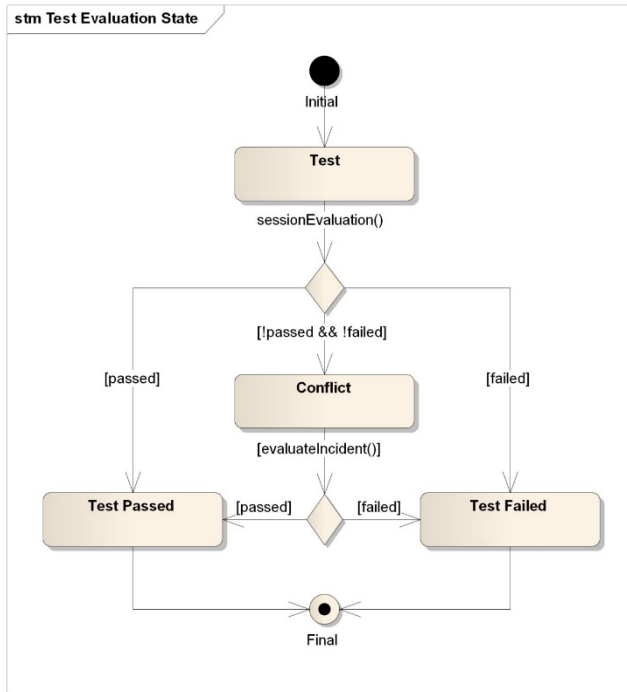 stm Test Evaluation State
Initial
Test
sessionEvaluation()
[!passed && !failed]
[passed]
Conflict
[failed]
[evaluateIncident()]
Test Passed
[passed]
[failed]
Test Failed
Final